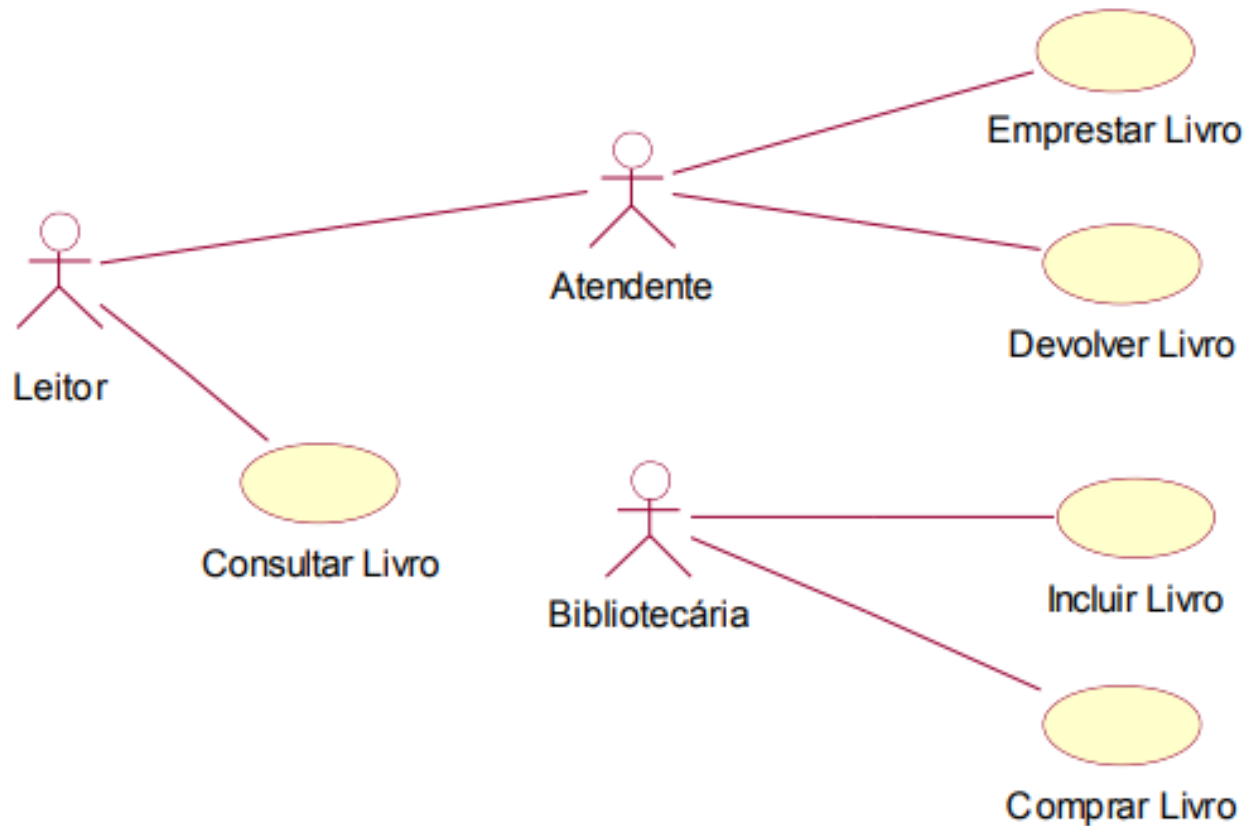 Emprestar Livro
Atendente
Devolver Livro
Leitor
Consultar Livro
Bibliotecária
Incluir Livro
Comprar Livro